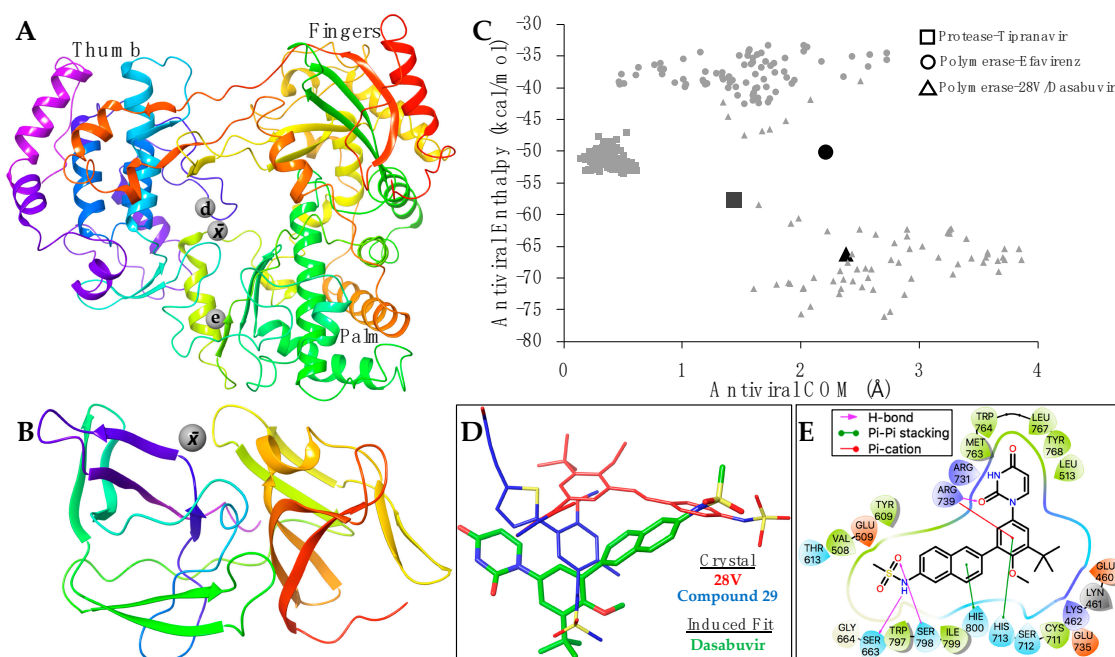 A
Thumb
Fingers
d
x̄
e
Palm
B
x̄
C
Antiviral Enthalpy (kcal/mol)
-30
-35
-40
-45
-50
-55
-60
-65
-70
-75
-80
0 1 2 3 4
Antiviral COM (Å)
Protease-Tipranavir
Polymerase-Efavirenz
Polymerase-28V/Dasabuvir
D
Crystal
28V
Compound 29
Induced Fit
Dasabuvir
E
H-bond
Pi-Pi stacking
Pi-cation
TRP
764
LEU
767
MET
763
TYR
768
LEU
513
ARG
731
ARG
739
TYR
609
GLU
509
VAL
508
THR
613
GLY
664
SER
663
TRP
797
SER
798
ILE
799
HIE
800
HIS
713
SER
712
CYS
711
GLU
735
LYS
462
LYN
461
GLU
460
O
HN
O
N
O
O
S
O
NH